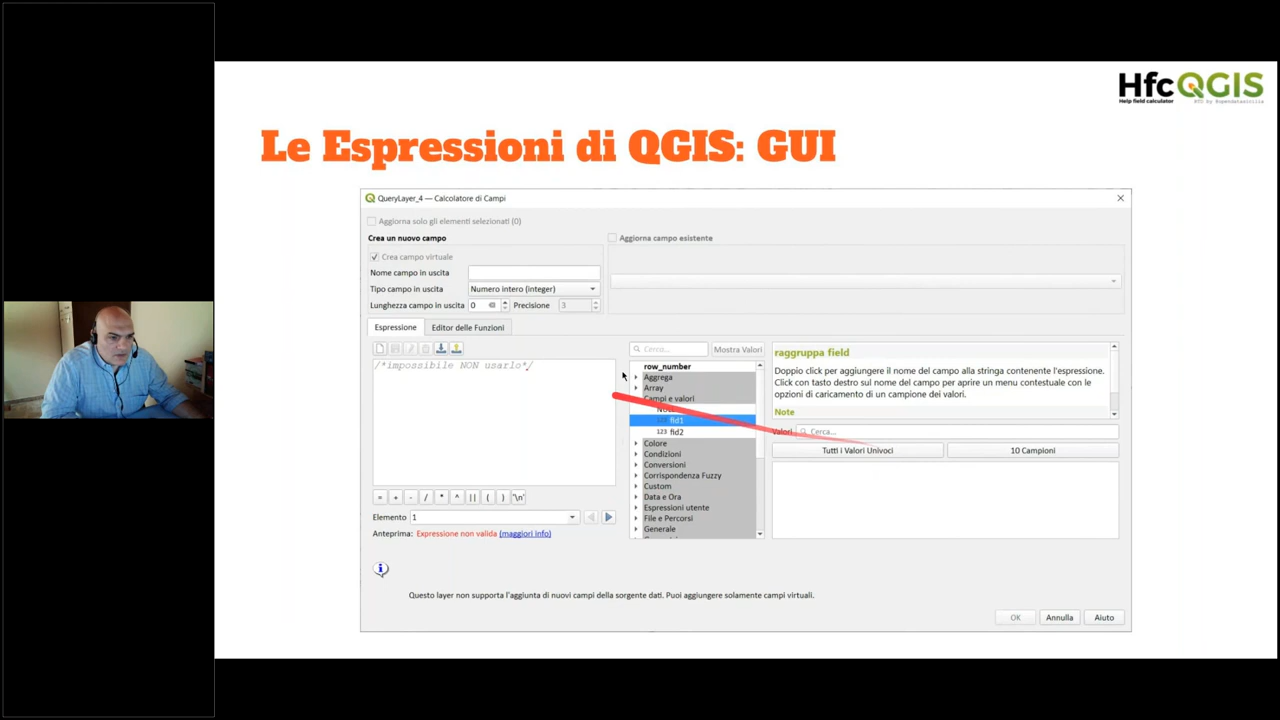 HfcQGIS
Help field calculator
Le Espressioni di QGIS: GUI
QueryLayer_4 — Calcolatore di Campi
Aggiorna solo gli elementi selezionati (0)
Crea un nuovo campo
Aggiorna campo esistente
Crea campo virtuale
Nome campo in uscita
Tipo campo in uscita Numero intero (integer)
Lunghezza campo in uscita 0 Precisione 3
Espressione Editor delle Funzioni
/*impossibile NON usarlo*/
= + - / * ^ || ( ) '\n'
Elemento 1
Anteprima: Expressione non valida (maggiori info)
Cerco... Mostra Valori
row_number
Aggrega
Array
Campi e valori
123 fid1
123 fid2
Colore
Condizioni
Conversioni
Corrispondenza Fuzzy
Custom
Data e Ora
Espressioni utente
File e Percorsi
Generale
raggruppa field
Doppio click per aggiungere il nome del campo alla stringa contenente l'espressione.
Click con tasto destro sul nome del campo per aprire un menu contestuale con le
opzioni di caricamento di un campione dei valori.
Note
Valori Cerca...
Tutti i Valori Univoci 10 Campioni
Questo layer non supporta l'aggiunta di nuovi campi della sorgente dati. Puoi aggiungere solamente campi virtuali.
OK Annulla Aiuto